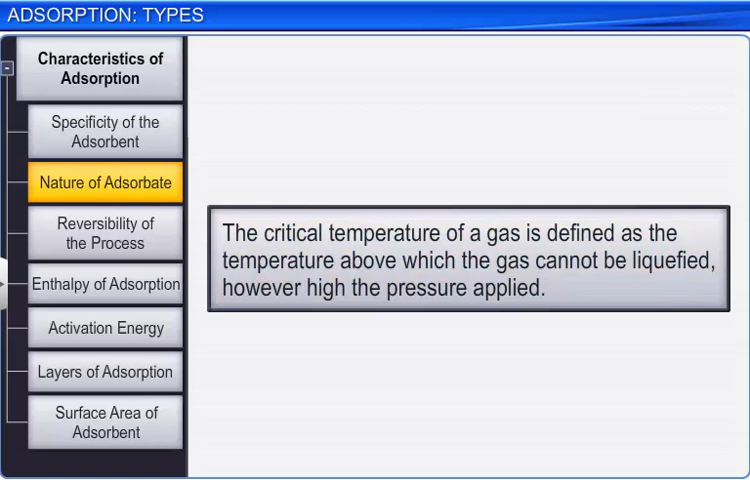 ADSORPTION: TYPES
Characteristics of
Adsorption
Specificity of the
Adsorbent
Nature of Adsorbate
Reversibility of
the Process
Enthalpy of Adsorption
Activation Energy
Layers of Adsorption
Surface Area of
Adsorbent
The critical temperature of a gas is defined as the
temperature above which the gas cannot be liquefied,
however high the pressure applied.